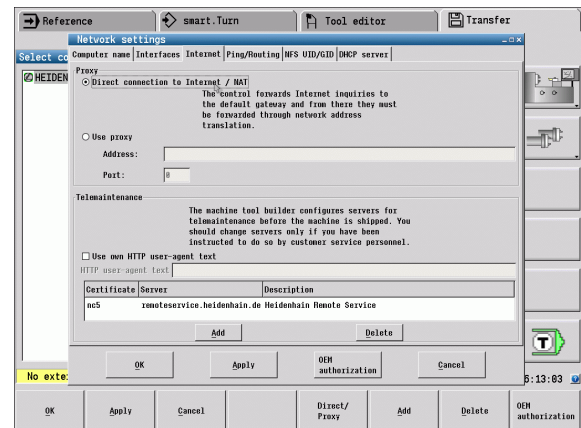 Reference
smart.Turn
Tool editor
Transfer
Network settings
Select co
Computer name
Interfaces
Internet
Ping/Routing
NFS UID/GID
DHCP server
HEIDEN
Proxy
Direct connection to Internet / NAT
The control forwards Internet inquiries to
the default gateway and from there they must
be forwarded through network address
translation.
Use proxy
Address:
Port:
0
Telemaintenance
The machine tool builder configures servers for
telemaintenance before the machine is shipped. You
should change servers only if you have been
instructed to do so by customer service personnel.
Use own HTTP user-agent text
HTTP user-agent text
Certificate Server Description
nc5 remoteservice.heidenhain.de Heidenhain Remote Service
Add
Delete
OK
Apply
OEM
authorization
Cancel
T
No exte
6:13:03
OK
Apply
Cancel
Direct/
Proxy
Add
Delete
OEM
authorization